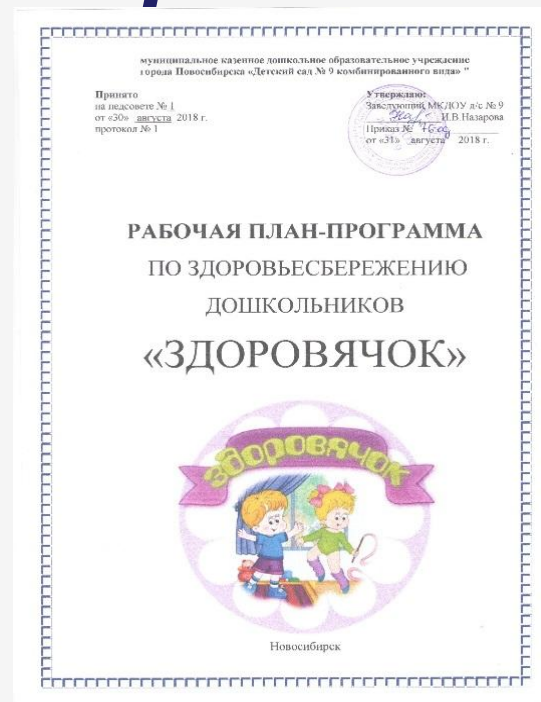 муниципальное казенное дошкольное образовательное учреждение
города Новосибирска «Детский сад № 9 комбинированного вида» "
Принято
на педсовете № 1
от «30» августа 2018 г.
протокол № 1
Утверждаю:
Заведующий МКДОУ д/с № 9
И.В.Назарова
Приказ №
от «31» августа 2018 г.
РАБОЧАЯ ПЛАН-ПРОГРАММА
ПО ЗДОРОВЬЕСБЕРЕЖЕНИЮ
ДОШКОЛЬНИКОВ
«ЗДОРОВЯЧОК»
здоровячок
Новосибирск